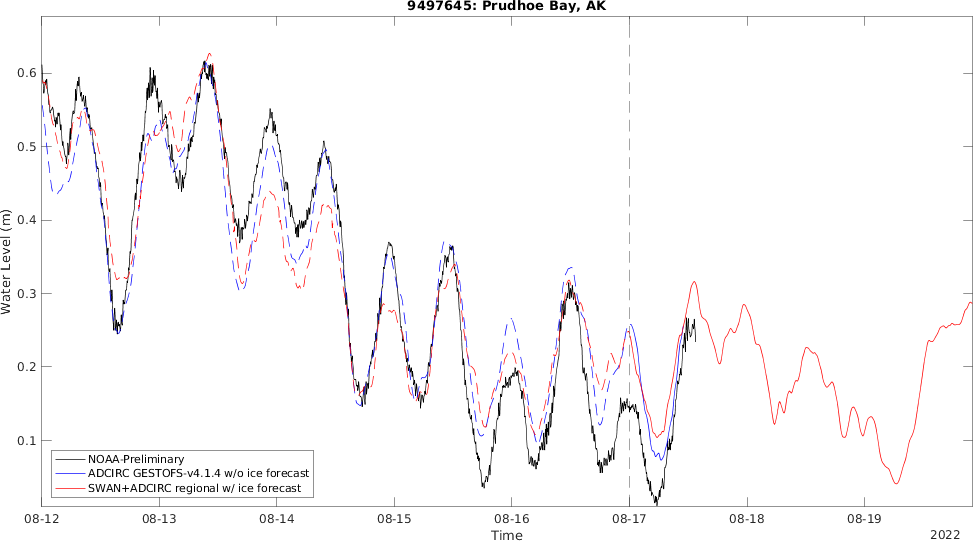 9497645: Prudhoe Bay, AK
Water Level (m)
0.6
0.5
0.4
0.3
0.2
0.1
NOAA-Preliminary
ADCIRC GESTOFS-v4.1.4 w/o ice forecast
SWAN+ADCIRC regional w/ ice forecast
08-12 08-13 08-14 08-15 08-16 08-17 08-18 08-19
Time
2022